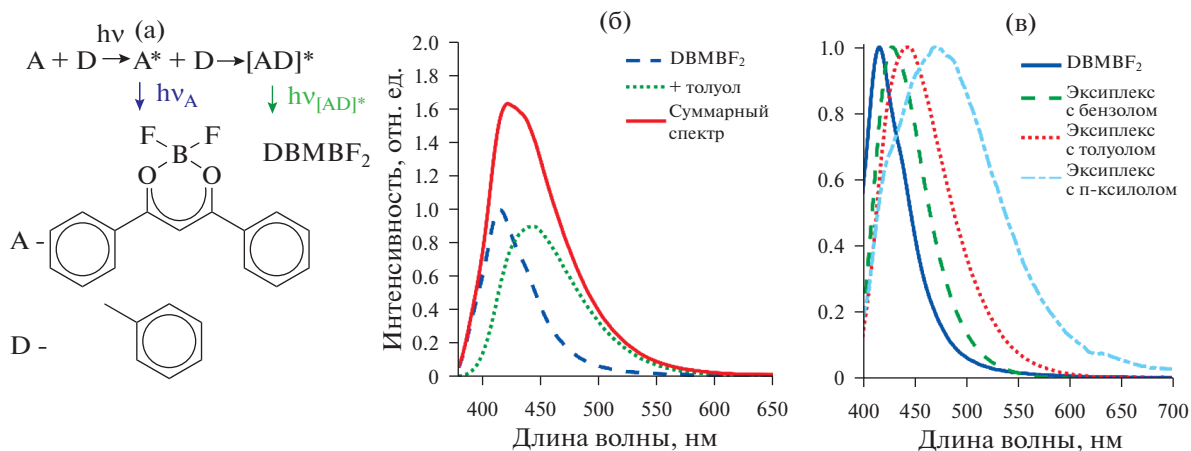 (а)
hν
A + D → A* + D → [AD]*
hν_A
hν_[AD]*
F F
B
O O
DBMBF₂
A -
D -
(б)
Интенсивность, отн. ед.
2.0
1.8
1.6
1.4
1.2
1.0
0.8
0.6
0.4
0.2
0
400 450 500 550 600 650
Длина волны, нм
DBMBF₂
+ толуол
Суммарный
спектр
(в)
1.0
0.8
0.6
0.4
0.2
0
400 450 500 550 600 700
Длина волны, нм
DBMBF₂
Эксиплекс
с бензолом
Эксиплекс
с толуолом
Эксиплекс
с п-ксилолом